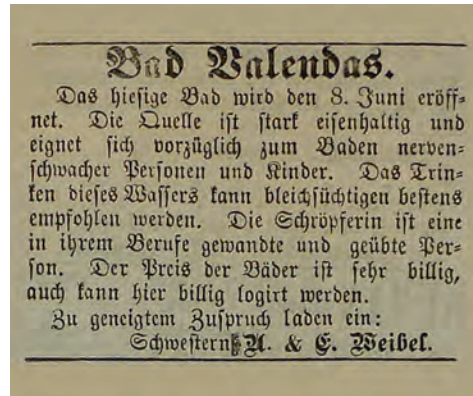 Bad Valendas.
Das hiesige Bad wird den 8. Juni eröff-
net. Die Quelle ist stark eisenhaltig und
eignet sich vorzüglich zum Baden nerven-
schwacher Personen und Kinder. Das Trin-
ken dieses Wassers kann bleichsüchtigen bestens
empfohlen werden. Die Schröpferin ist eine
in ihrem Berufe gewandte und geübte Per-
son. Der Preis der Bäder ist sehr billig,
auch kann hier billig logirt werden.
Zu geneigtem Zuspruch laden ein:
Schwestern A. & E. Weibel.